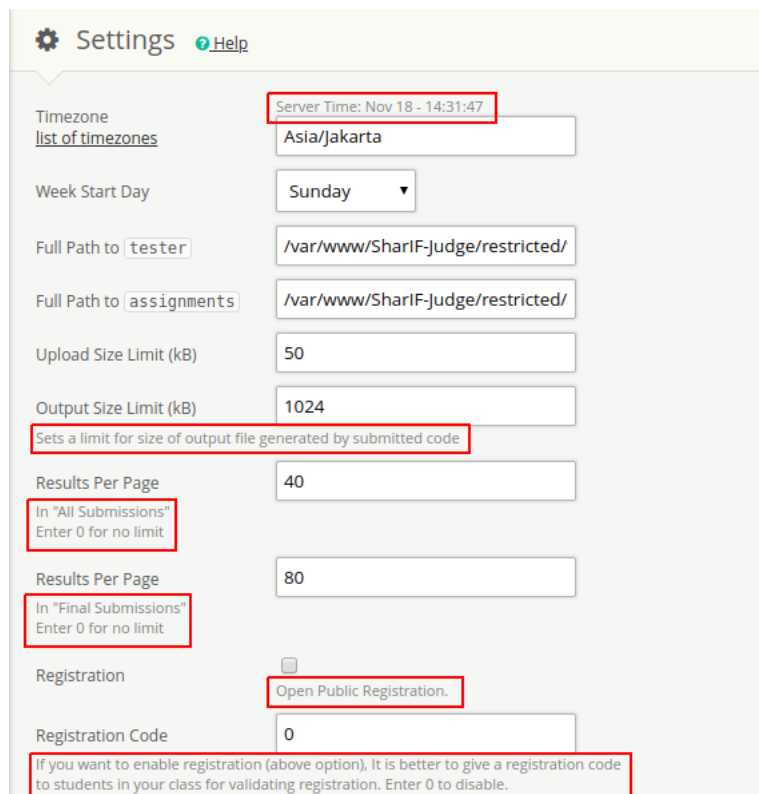 Settings Help
Server Time: Nov 18 - 14:31:47
Timezone
list of timezones
Asia/Jakarta
Week Start Day
Sunday
Full Path to tester
/var/www/SharIF-Judge/restricted/
Full Path to assignments
/var/www/SharIF-Judge/restricted/
Upload Size Limit (kB)
50
Output Size Limit (kB)
1024
Sets a limit for size of output file generated by submitted code
Results Per Page
40
In "All Submissions"
Enter 0 for no limit
Results Per Page
80
In "Final Submissions"
Enter 0 for no limit
Registration
Open Public Registration.
Registration Code
0
If you want to enable registration (above option), It is better to give a registration code
to students in your class for validating registration. Enter 0 to disable.